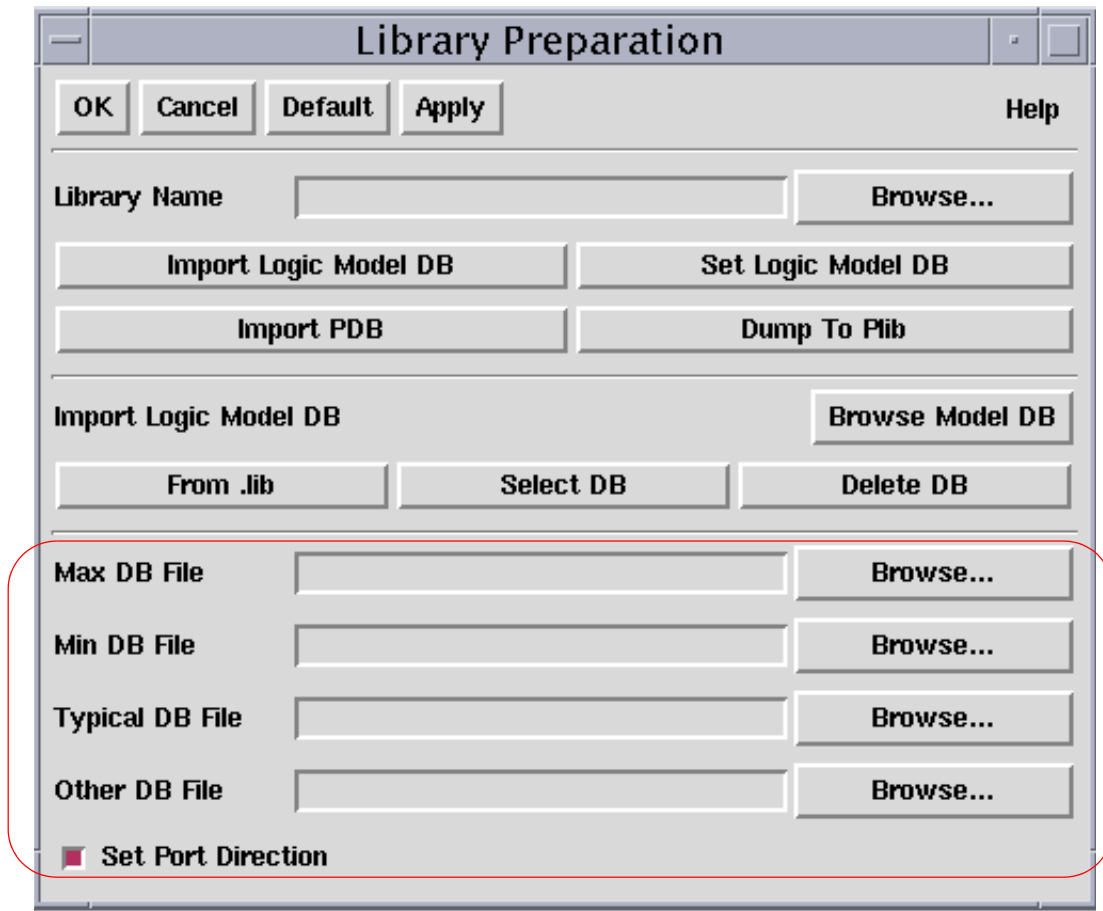 Library Preparation
OK Cancel Default Apply Help
Library Name Browse...
Import Logic Model DB Set Logic Model DB
Import PDB Dump To Plib
Import Logic Model DB Browse Model DB
From .lib Select DB Delete DB
Max DB File Browse...
Min DB File Browse...
Typical DB File Browse...
Other DB File Browse...
Set Port Direction